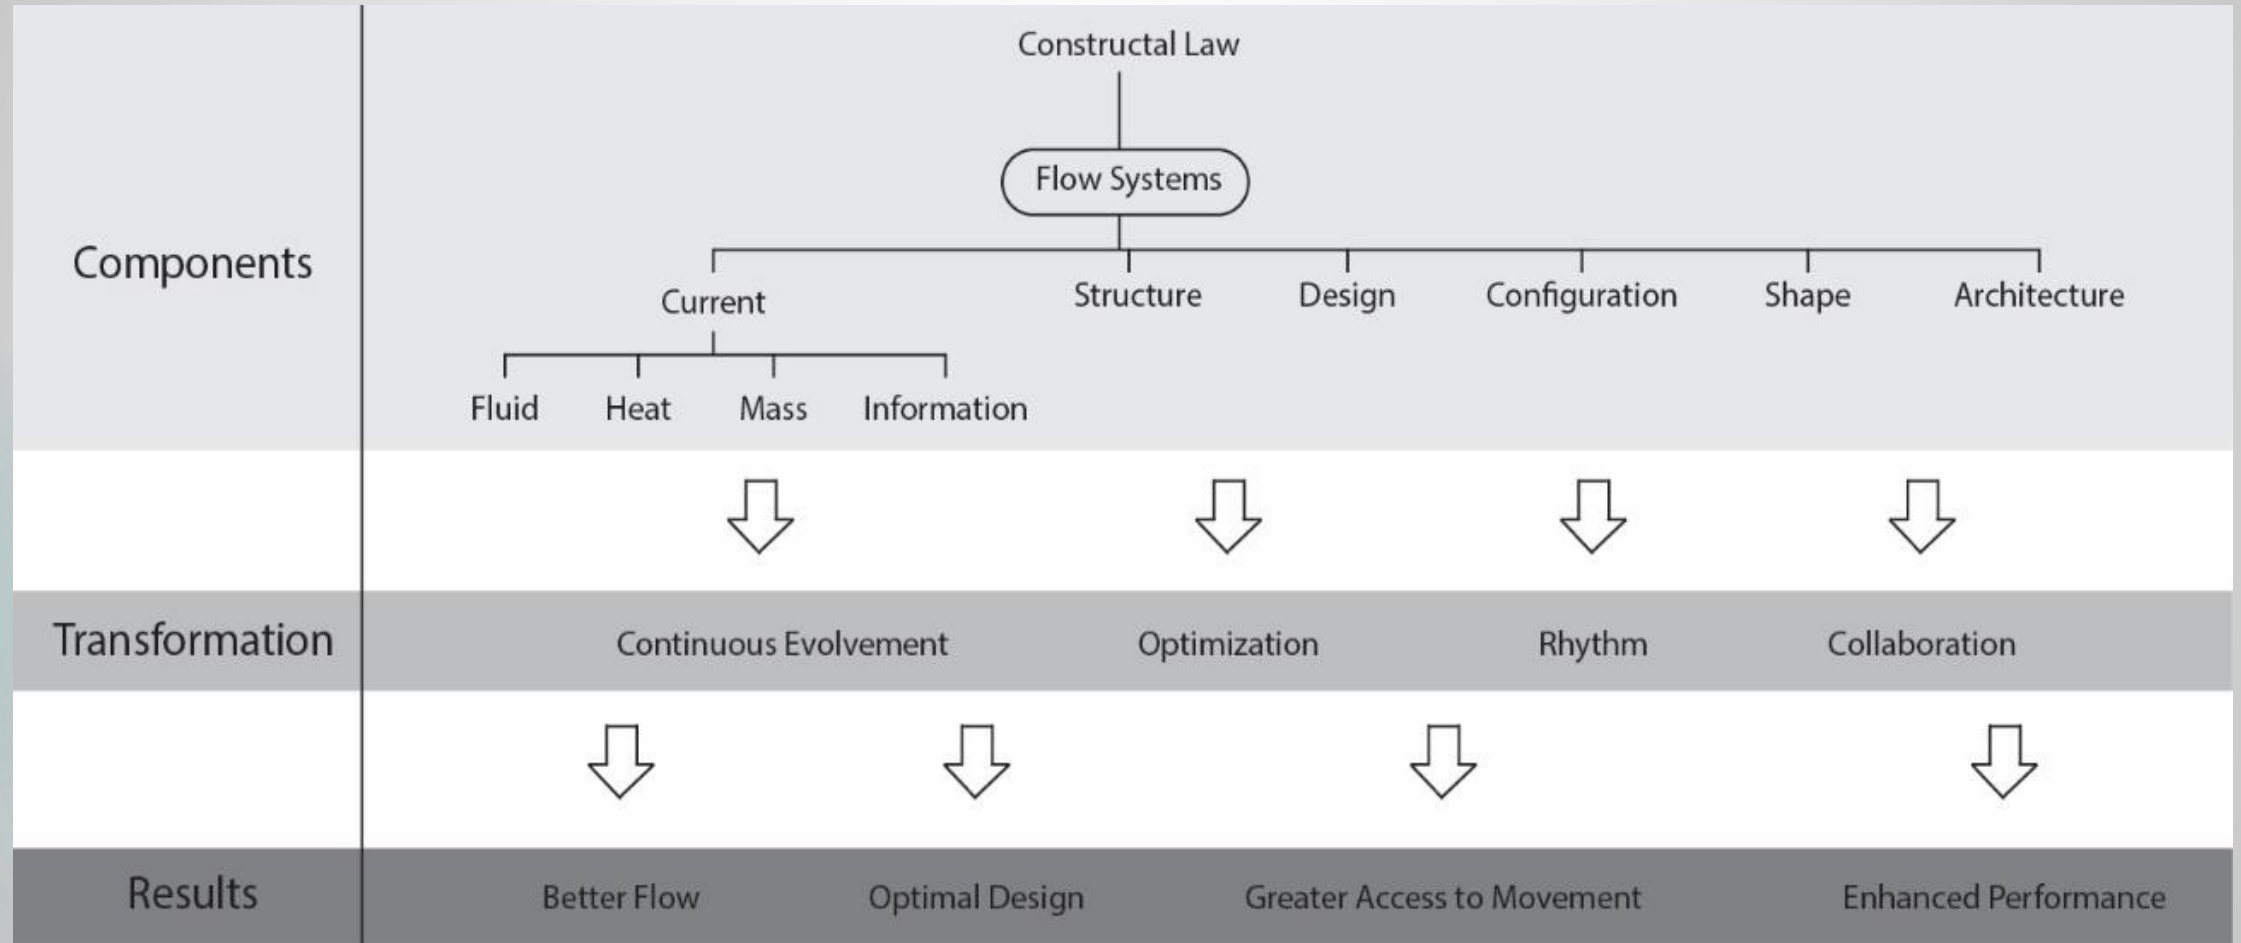 Constructal Law
Flow Systems
Components
Current
Structure
Design
Configuration
Shape
Architecture
Fluid
Heat
Mass
Information
Transformation
Continuous Evolvement
Optimization
Rhythm
Collaboration
Results
Better Flow
Optimal Design
Greater Access to Movement
Enhanced Performance